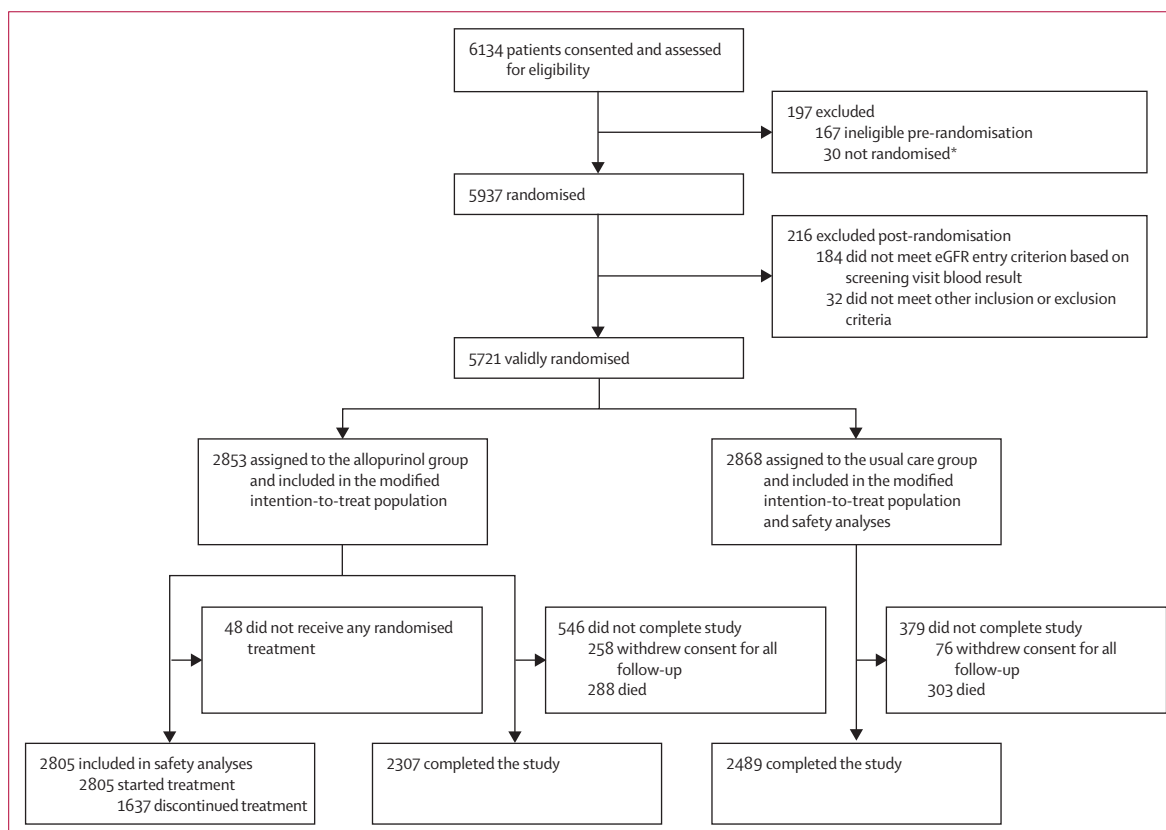 6134 patients consented and assessed
for eligibility
197 excluded
167 ineligible pre-randomisation
30 not randomised*
5937 randomised
216 excluded post-randomisation
184 did not meet eGFR entry criterion based on
screening visit blood result
32 did not meet other inclusion or exclusion
criteria
5721 validly randomised
2853 assigned to the allopurinol group
and included in the modified
intention-to-treat population
2868 assigned to the usual care group
and included in the modified
intention-to-treat population
and safety analyses
48 did not receive any randomised
treatment
546 did not complete study
258 withdrew consent for all
follow-up
288 died
379 did not complete study
76 withdrew consent for all
follow-up
303 died
2805 included in safety analyses
2805 started treatment
1637 discontinued treatment
2307 completed the study
2489 completed the study